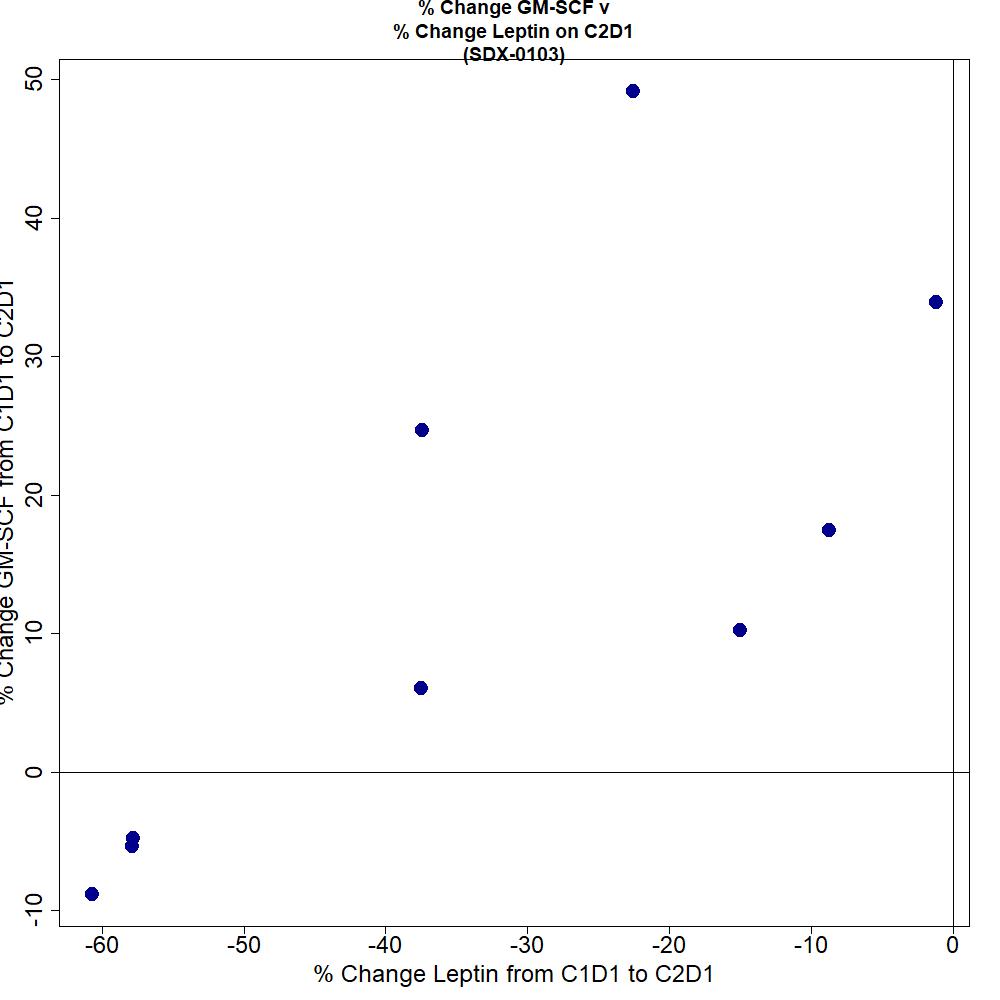 % Change GM-SCF v
% Change Leptin on C2D1
(SDX-0103)
% Change GM-SCF from C1D1 to C2D1
50
40
30
20
10
0
-10
-60
-50
-40
-30
-20
-10
0
% Change Leptin from C1D1 to C2D1